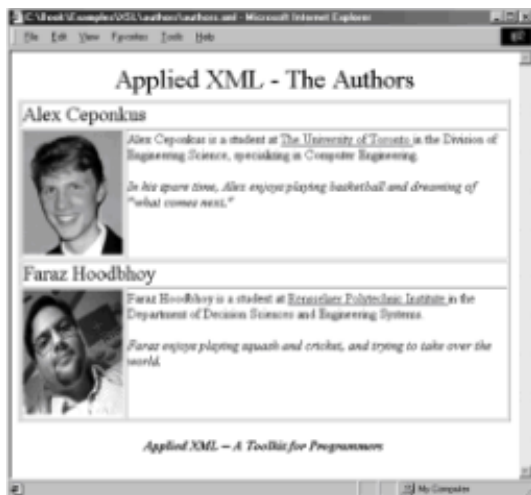 C:\Book\Examples\XSL\authors\authors.xml - Microsoft Internet Explorer
File Edit View Favorites Tools Help
Applied XML - The Authors
Alex Ceponkus
Alex Ceponkus is a student at The University of Toronto in the Division of
Engineering Science, specializing in Computer Engineering.
In his spare time, Alex enjoys playing basketball and dreaming of
"what comes next."
Faraz Hoodbhoy
Faraz Hoodbhoy is a student at Rensselaer Polytechnic Institute in the
Department of Decision Sciences and Engineering Systems.
Faraz enjoys playing squash and cricket, and trying to take over the
world.
Applied XML – A Toolkit for Programmers
My Computer